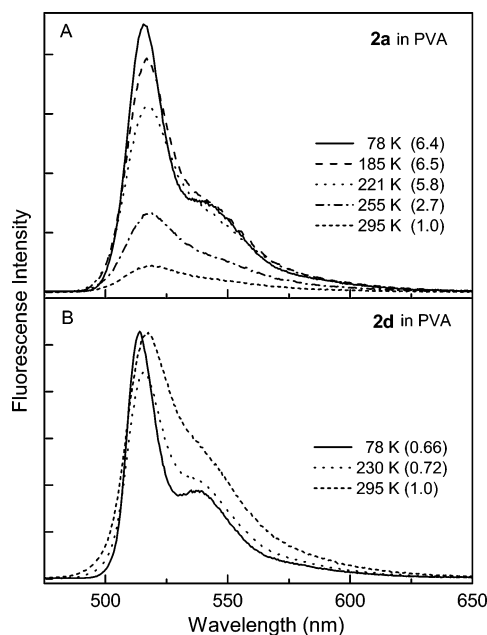 A
2a in PVA
78 K (6.4)
185 K (6.5)
221 K (5.8)
255 K (2.7)
295 K (1.0)
Fluorescense Intensity
B
2d in PVA
78 K (0.66)
230 K (0.72)
295 K (1.0)
500 550 600 650
Wavelength (nm)